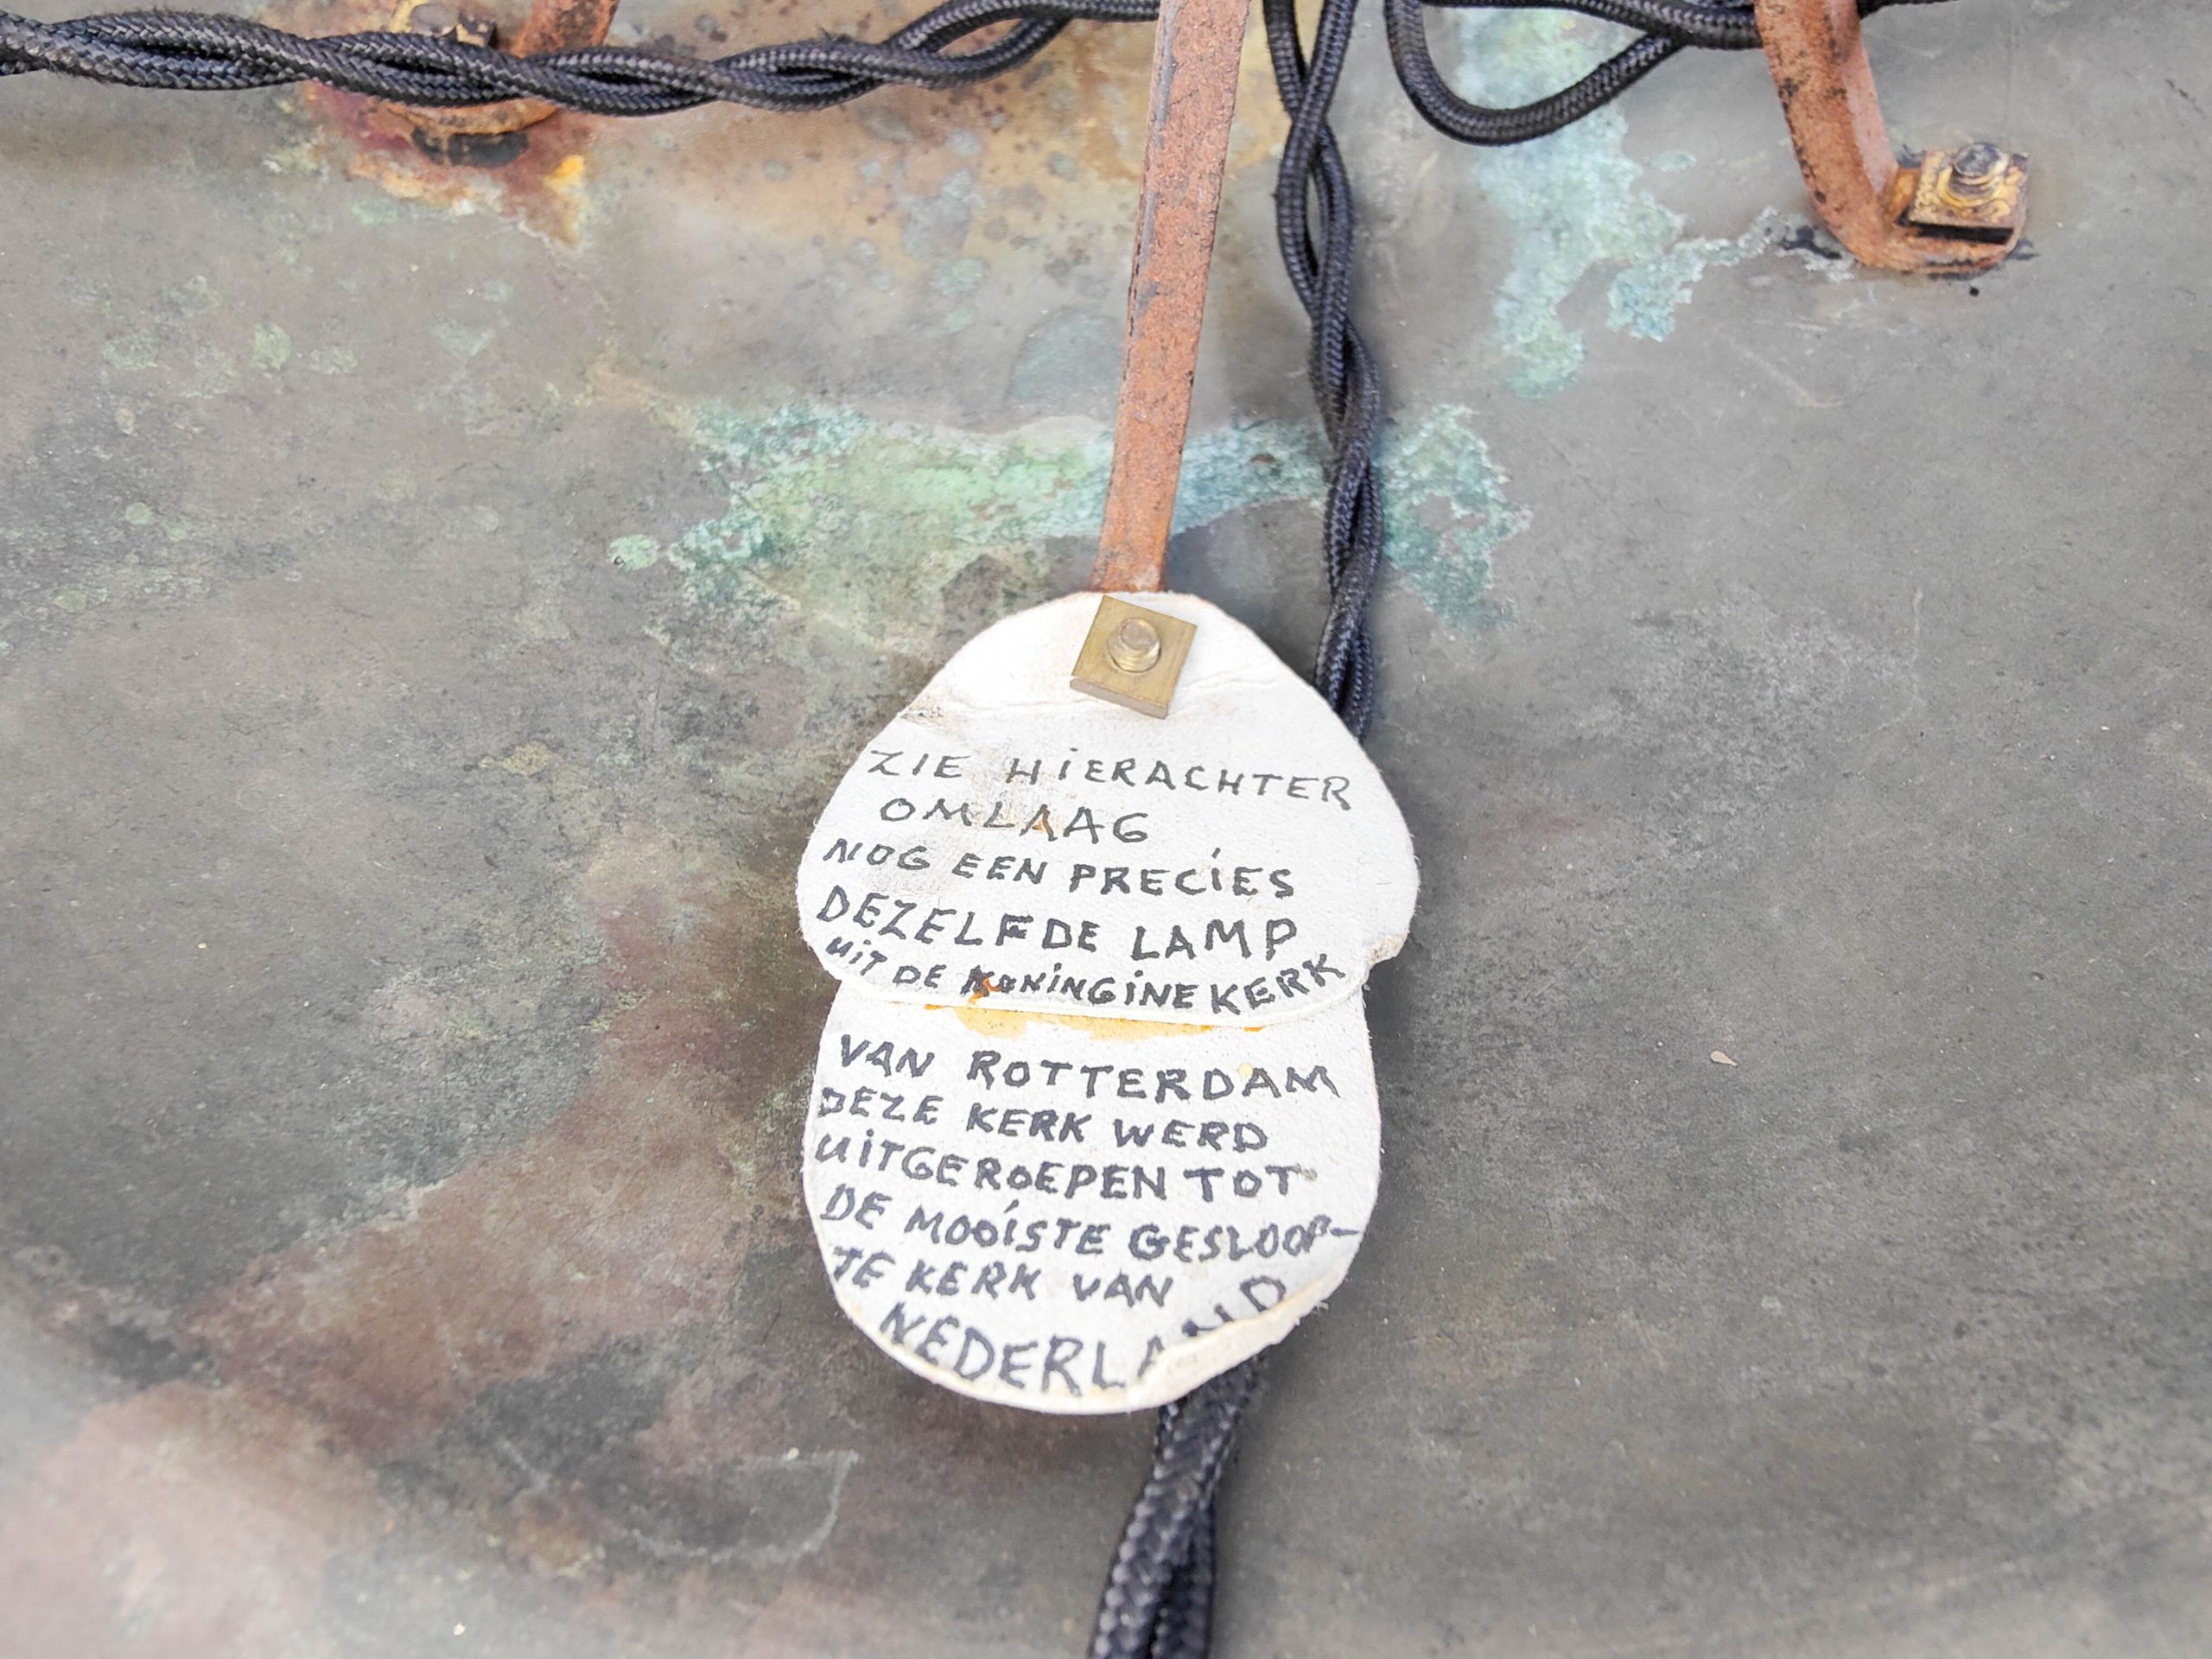 ZIE HIERACHTER
OMLAAG
NOG EEN PRECIES
DEZELFDE LAMP
UIT DE KONINGINEKERK
VAN ROTTERDAM
DEZE KERK WERD
UITGEROEPEN TOT
DE MOOISTE GESLOOP-
TE KERK VAN
NEDERLAND